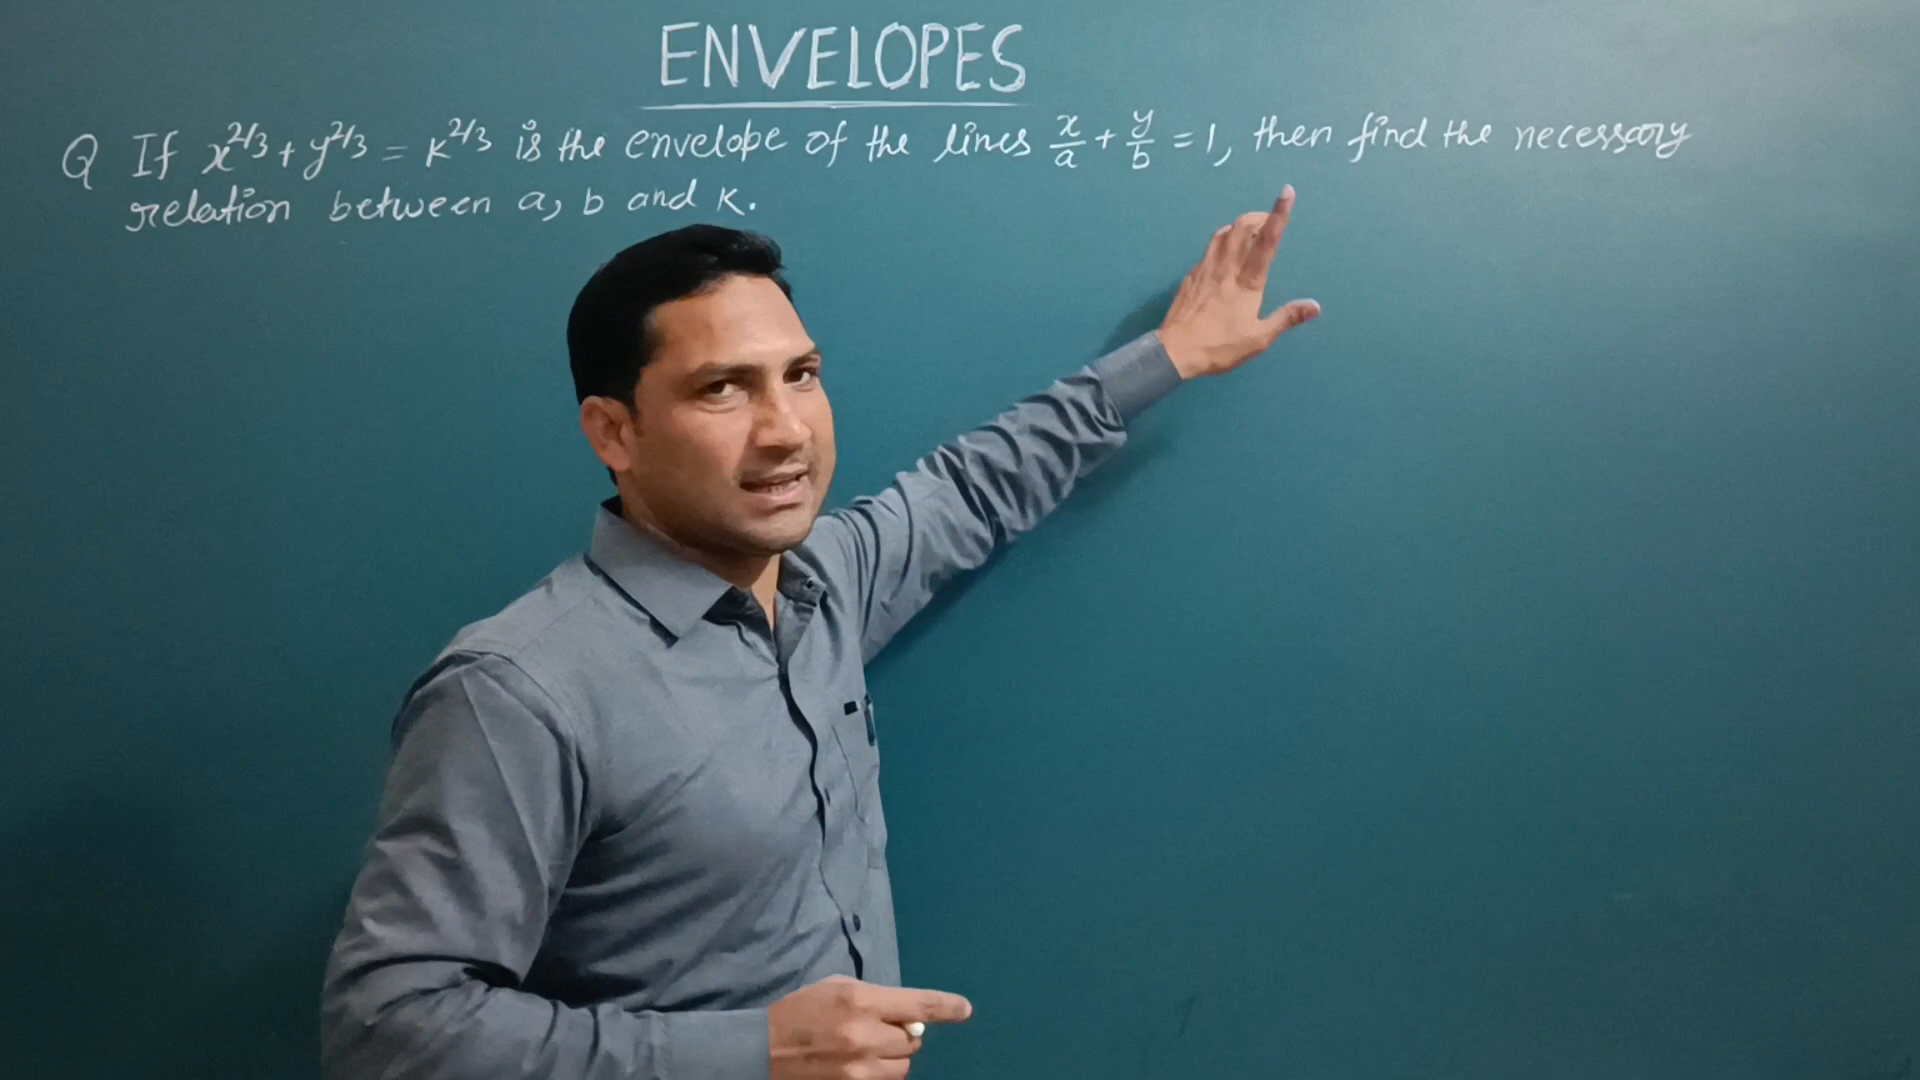 ENVELOPES
Q If x^{2/3} + y^{2/3} = K^{2/3} is the envelope of the lines x/a + y/b = 1, then find the necessary
relation between a, b and K.